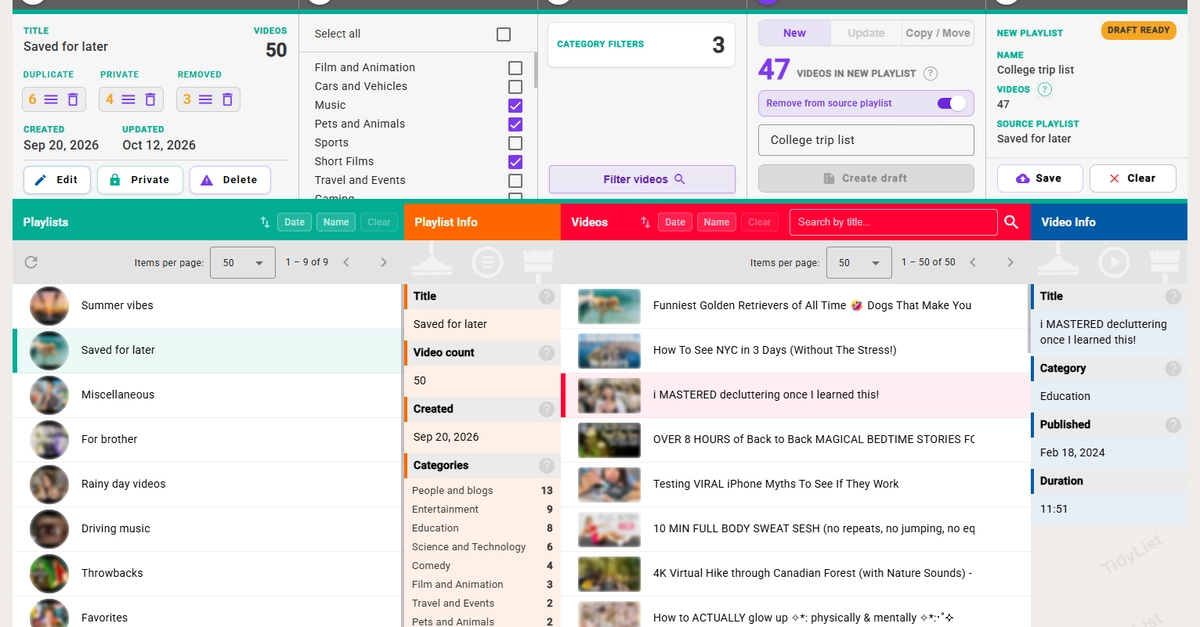 TITLE
Saved for later
VIDEOS
50
DUPLICATE
PRIVATE
REMOVED
6
4
3
CREATED
Sep 20, 2026
UPDATED
Oct 12, 2026
Edit
Private
Delete
Select all
Film and Animation
Cars and Vehicles
Music
Pets and Animals
Sports
Short Films
Travel and Events
CATEGORY FILTERS
3
Filter videos
New
Update
Copy / Move
47 VIDEOS IN NEW PLAYLIST ?
Remove from source playlist
College trip list
Create draft
NEW PLAYLIST
DRAFT READY
NAME
College trip list
VIDEOS ?
47
SOURCE PLAYLIST
Saved for later
Save
Clear
Playlists
Date
Name
Clear
Items per page:
50
1 – 9 of 9
Summer vibes
Saved for later
Miscellaneous
For brother
Rainy day videos
Driving music
Throwbacks
Favorites
Playlist Info
Title ?
Saved for later
Video count ?
50
Created ?
Sep 20, 2026
Categories ?
People and blogs 13
Entertainment 9
Education 8
Science and Technology 6
Comedy 4
Film and Animation 3
Travel and Events 2
Pets and Animals 2
Videos
Date
Name
Clear
Search by title...
Items per page:
50
1 – 50 of 50
Funniest Golden Retrievers of All Time 🤣 Dogs That Make You
How To See NYC in 3 Days (Without The Stress!)
i MASTERED decluttering once I learned this!
OVER 8 HOURS of Back to Back MAGICAL BEDTIME STORIES FO
Testing VIRAL iPhone Myths To See If They Work
10 MIN FULL BODY SWEAT SESH (no repeats, no jumping, no eq
4K Virtual Hike through Canadian Forest (with Nature Sounds) -
How to ACTUALLY glow up ✧*: physically & mentally ✧*:･ﾟ✧
Video Info
Title ?
i MASTERED decluttering
once I learned this!
Category ?
Education
Published ?
Feb 18, 2024
Duration
11:51
TidyList